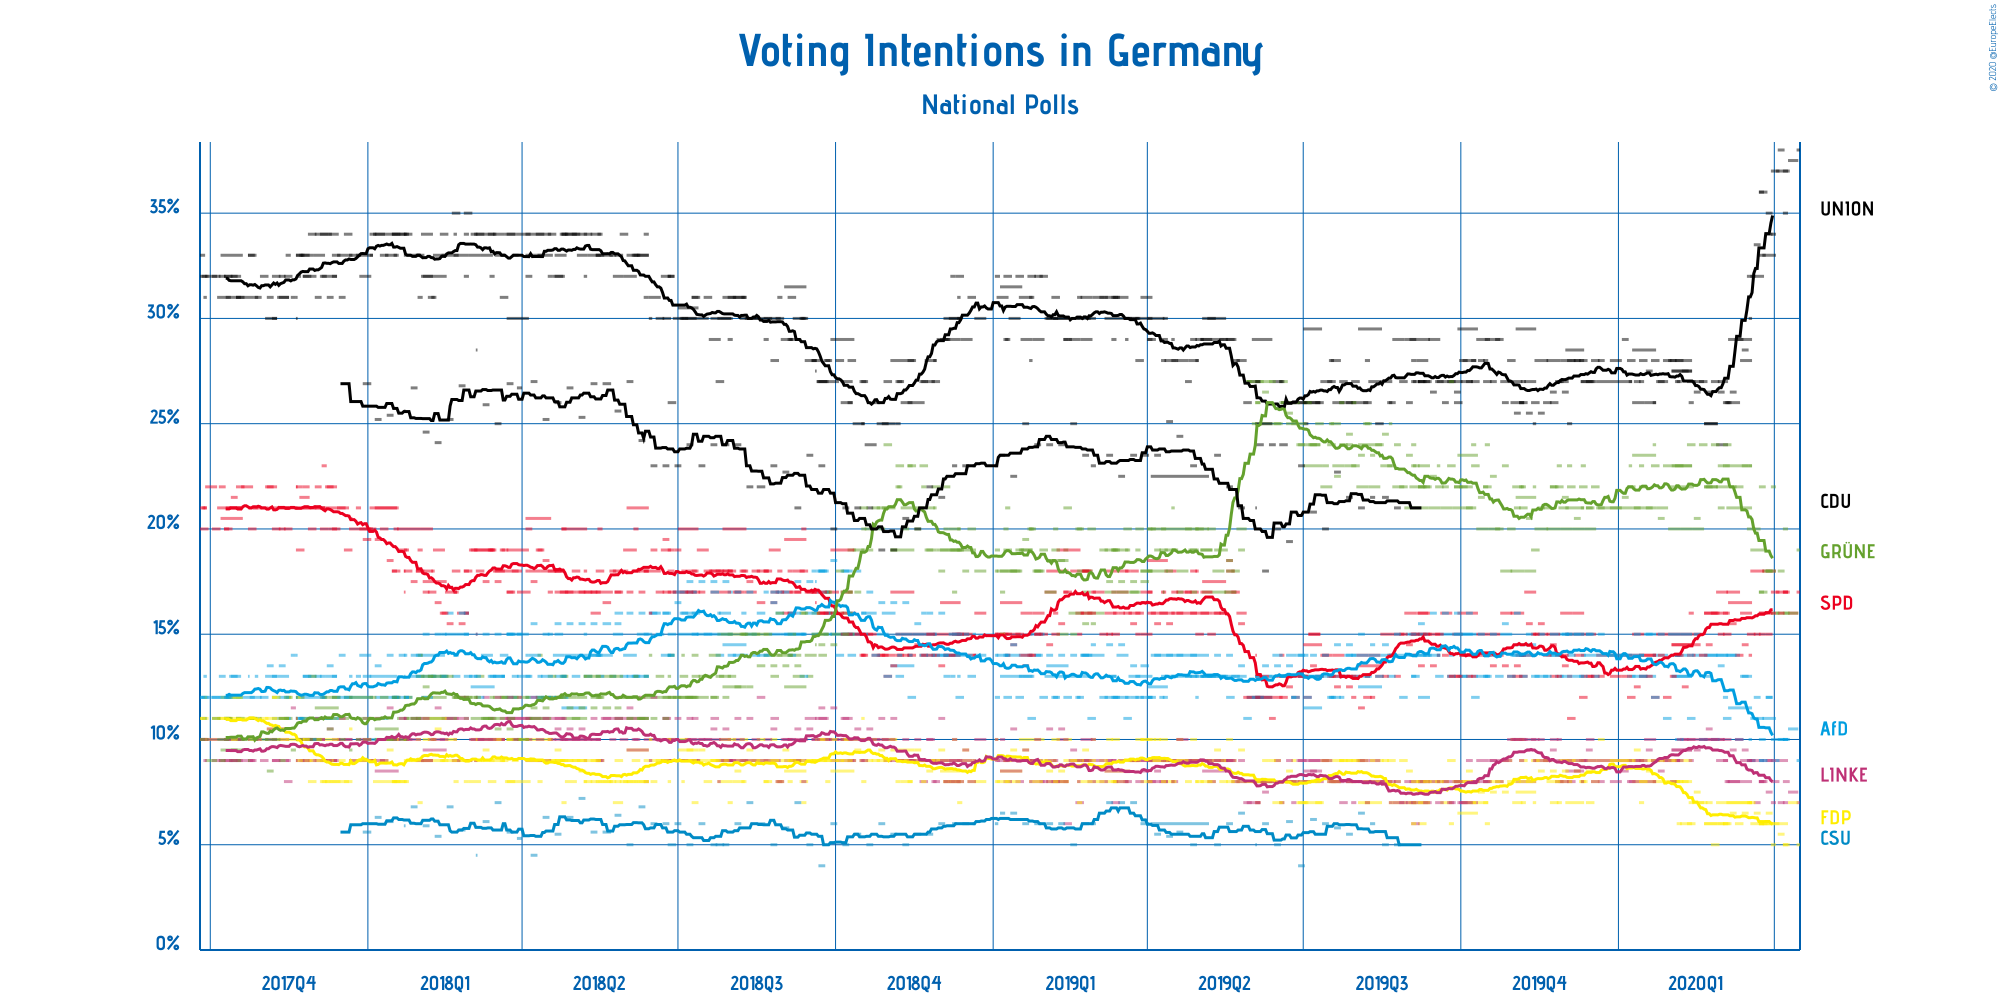 © 2020 @EuropeElects
Voting Intentions in Germany
National Polls
35%
30%
25%
20%
15%
10%
5%
0%
UNION
CDU
GRÜNE
SPD
AfD
LINKE
FDP
CSU
2017Q4 2018Q1 2018Q2 2018Q3 2018Q4 2019Q1 2019Q2 2019Q3 2019Q4 2020Q1